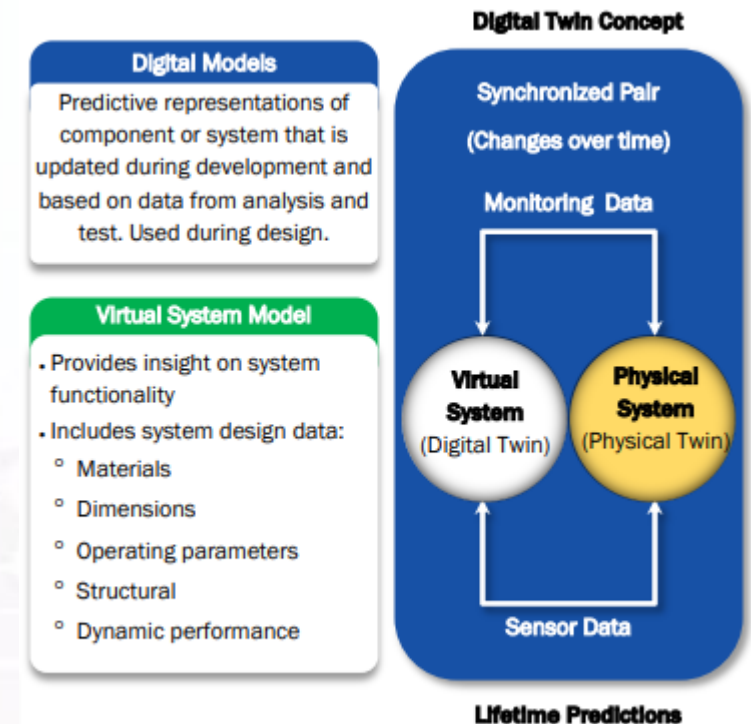 Digital Models
Predictive representations of
component or system that is
updated during development and
based on data from analysis and
test. Used during design.
Virtual System Model
• Provides insight on system
functionality
• Includes system design data:
° Materials
° Dimensions
° Operating parameters
° Structural
° Dynamic performance
Digital Twin Concept
Synchronized Pair
(Changes over time)
Monitoring Data
Virtual
System
(Digital Twin)
Physical
System
(Physical Twin)
Sensor Data
Lifetime Predictions